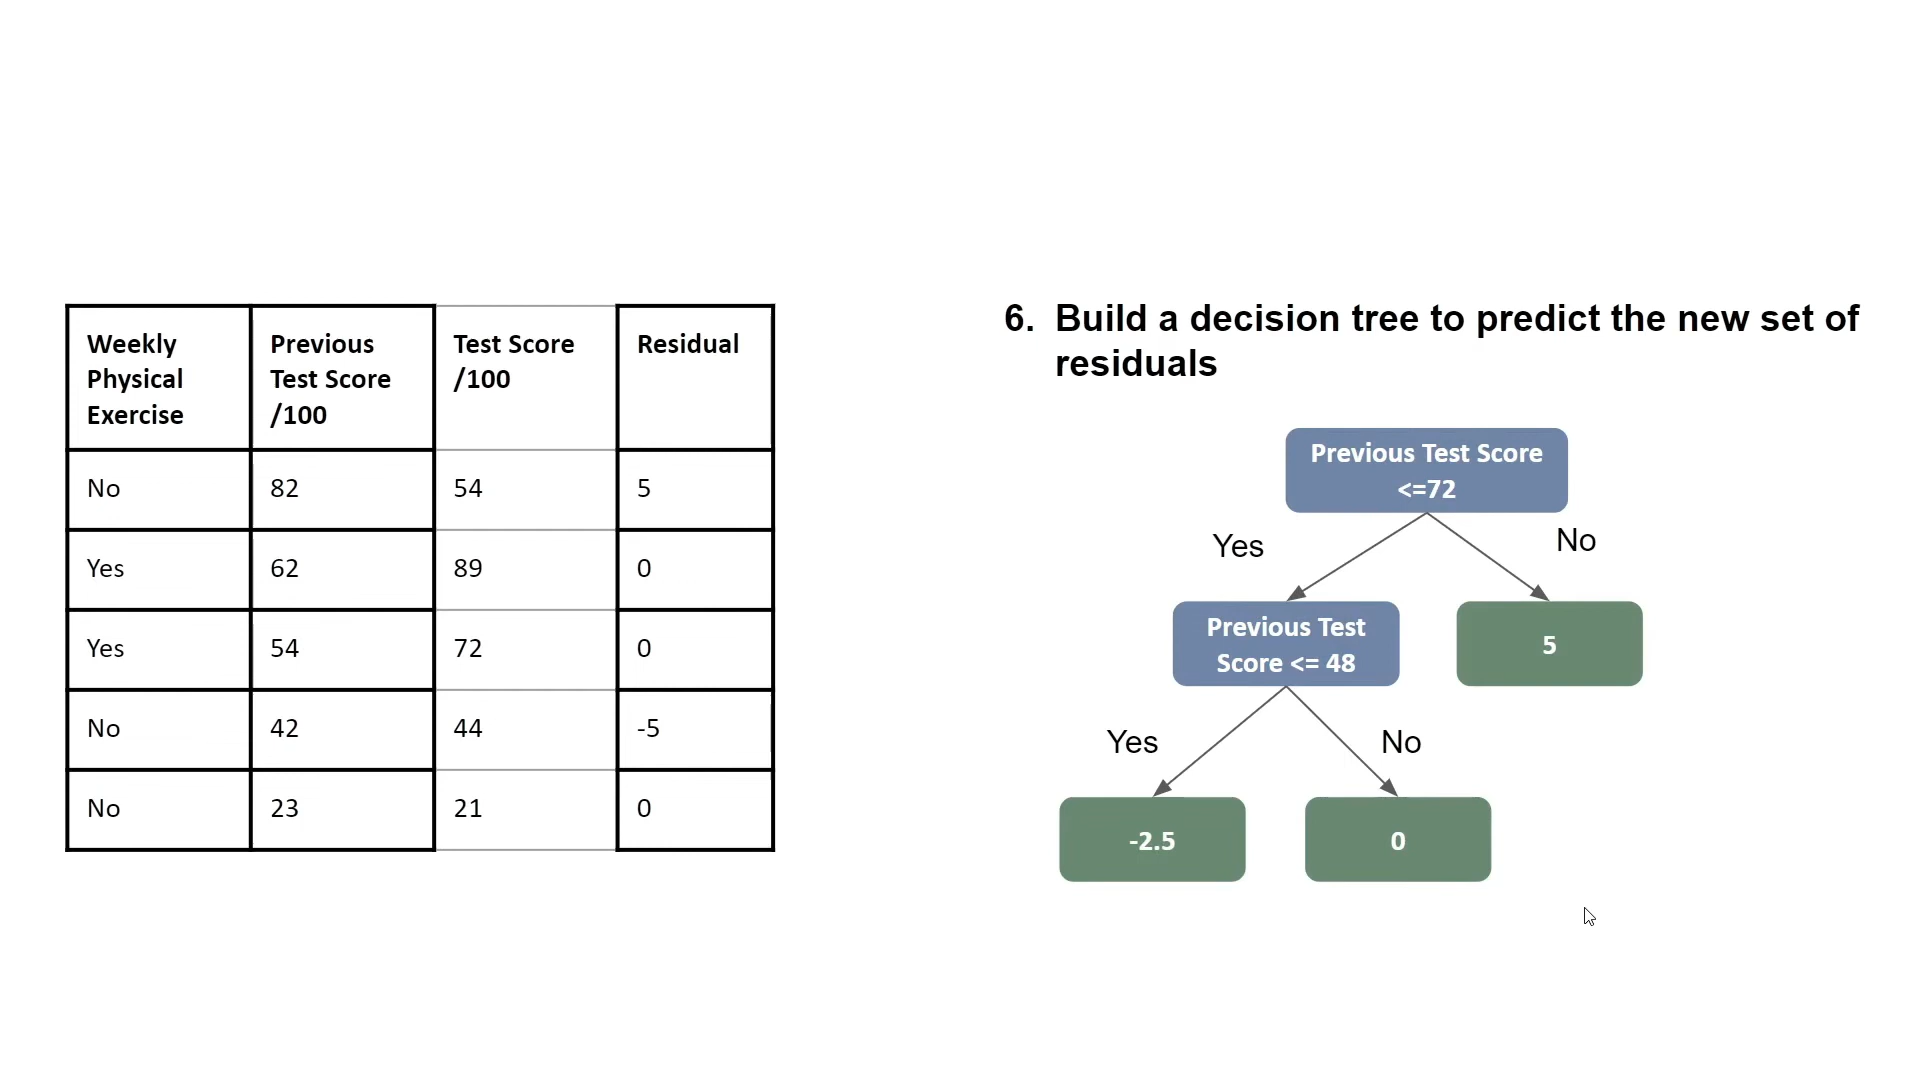 Weekly
Physical
Exercise
Previous
Test Score
/100
Test Score
/100
Residual
No
82
54
5
Yes
62
89
0
Yes
54
72
0
No
42
44
-5
No
23
21
0
6. Build a decision tree to predict the new set of
residuals
Previous Test Score
<=72
Yes
No
Previous Test
Score <= 48
5
Yes
No
-2.5
0